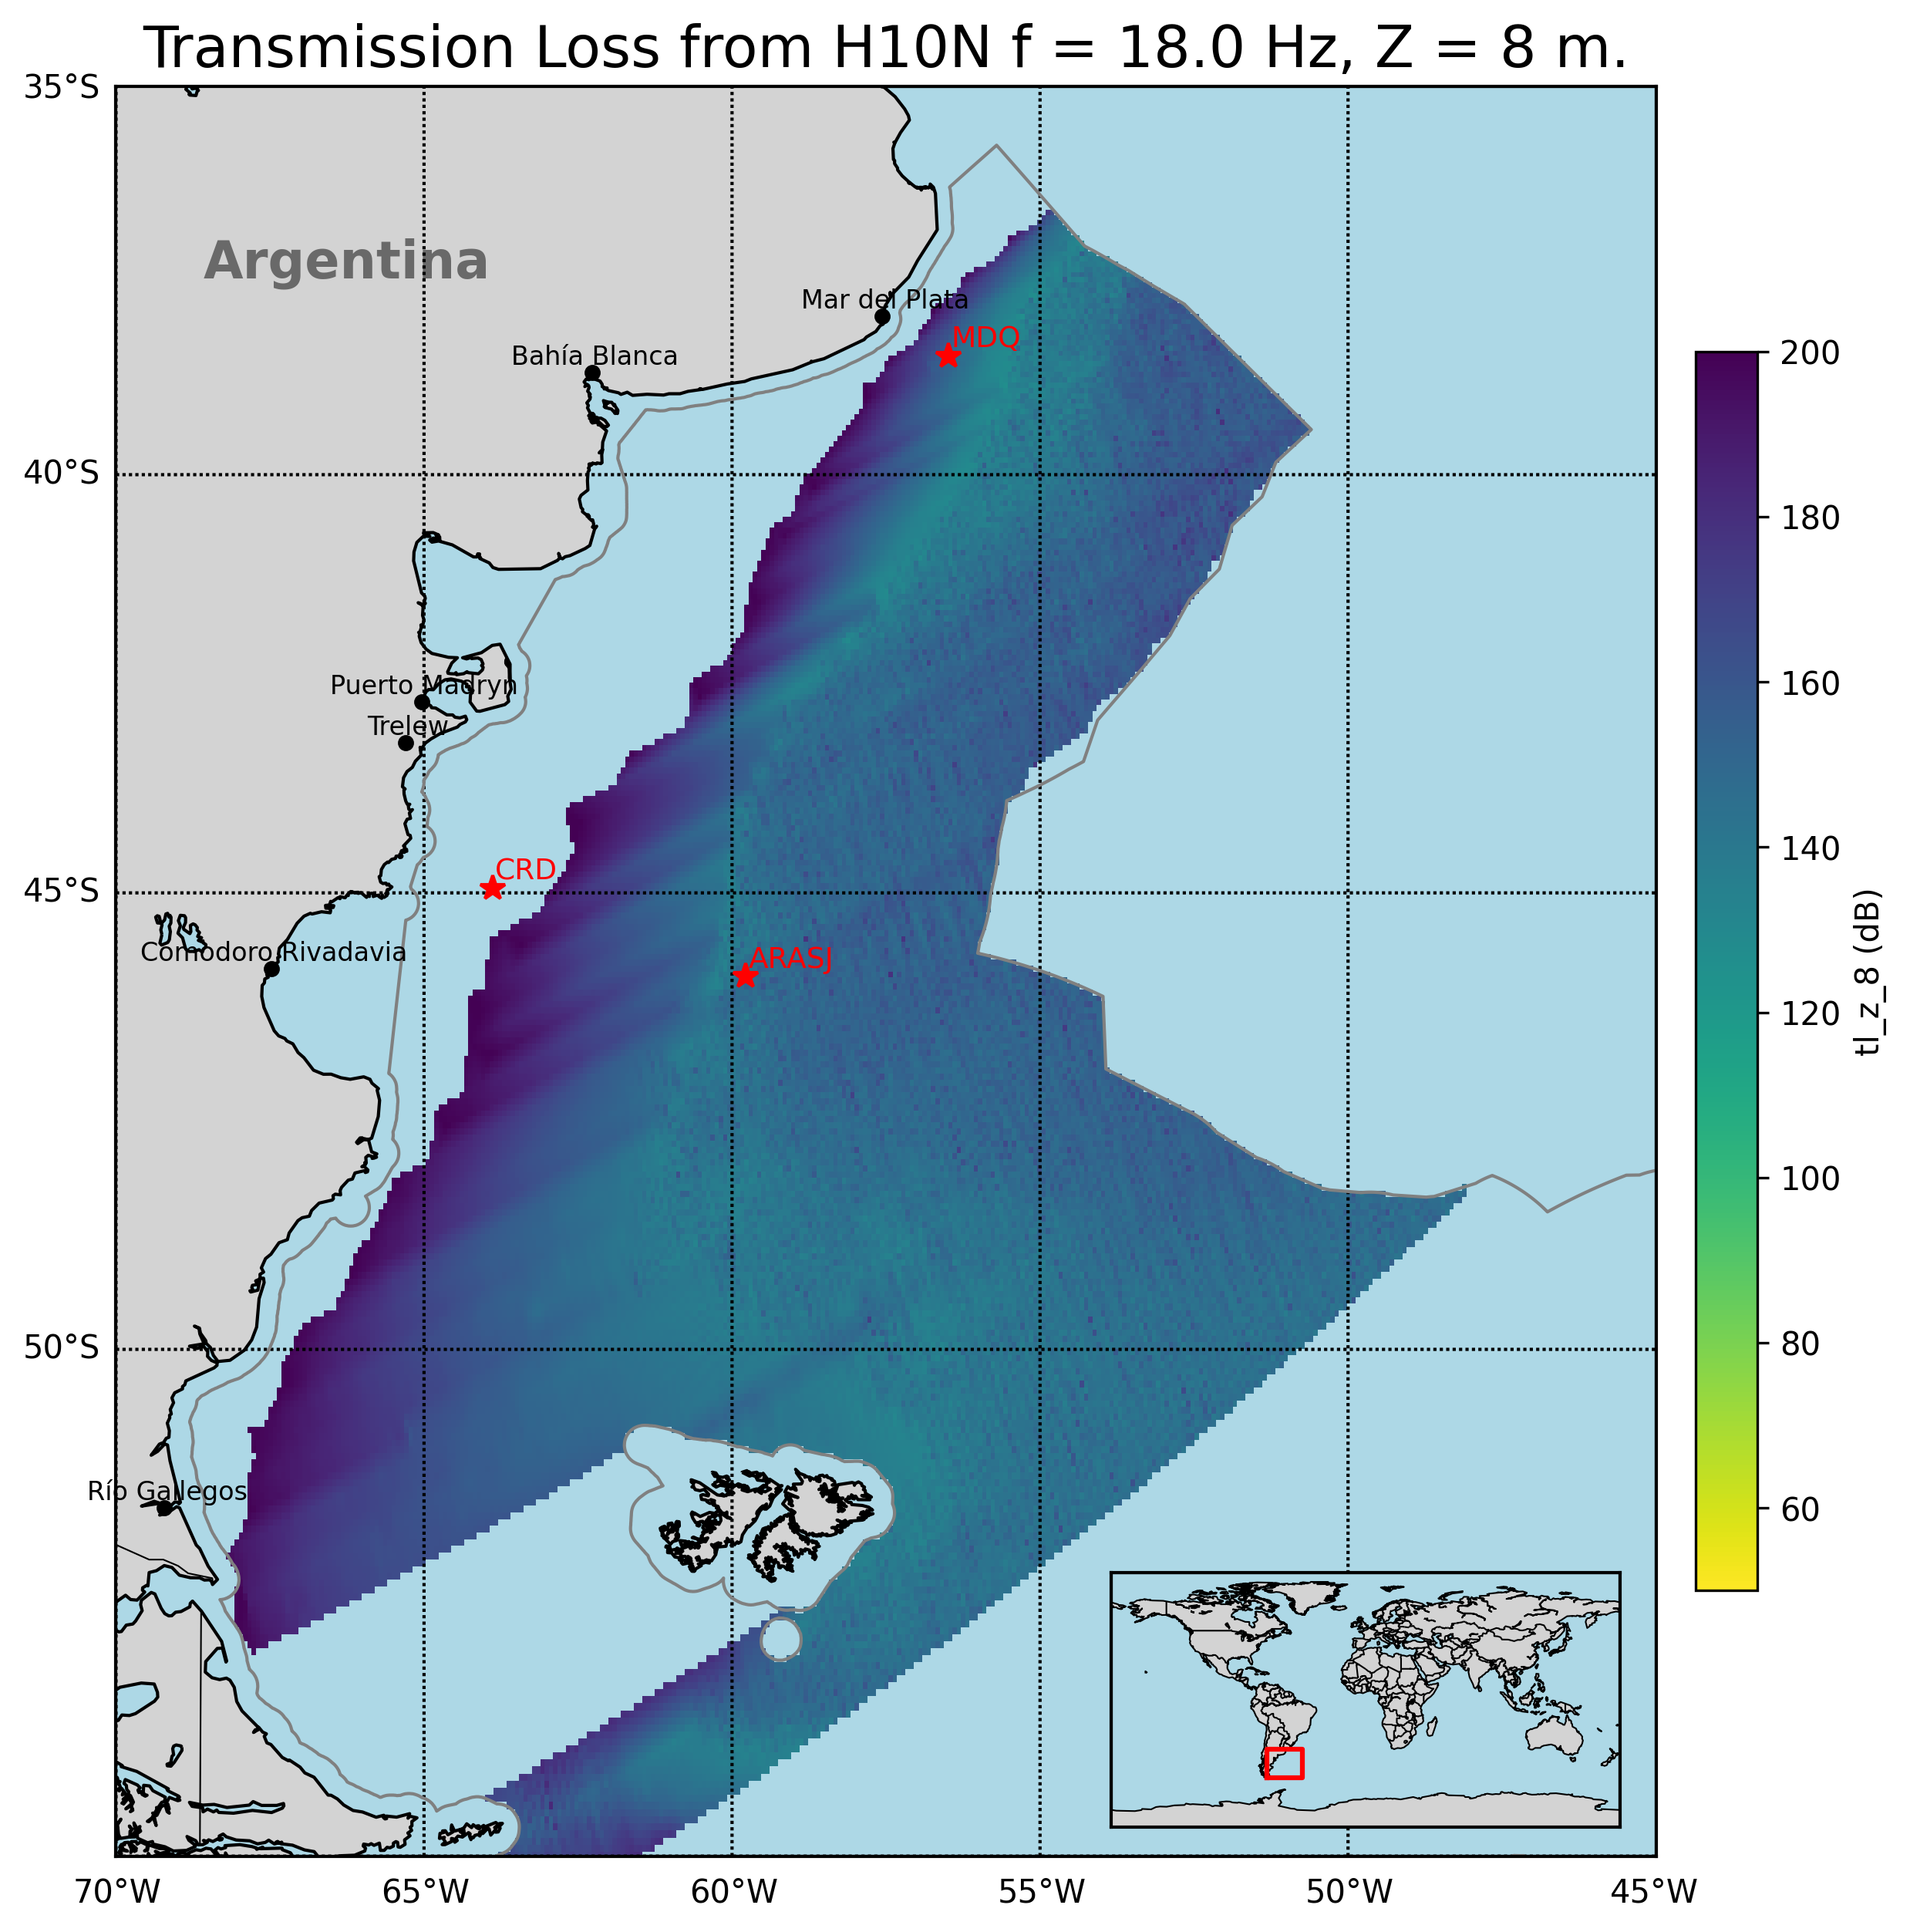 Transmission Loss from H10N f = 18.0 Hz, Z = 8 m.
35°S
Argentina
Mar del Plata
MDQ
Bahía Blanca
200
40°S
180
160
Puerto Madryn
Trelew
140
CRD
45°S
Comodoro Rivadavia
ARASJ
120
tl_z_8 (dB)
100
50°S
80
Río Gallegos
60
70°W
65°W
60°W
55°W
50°W
45°W